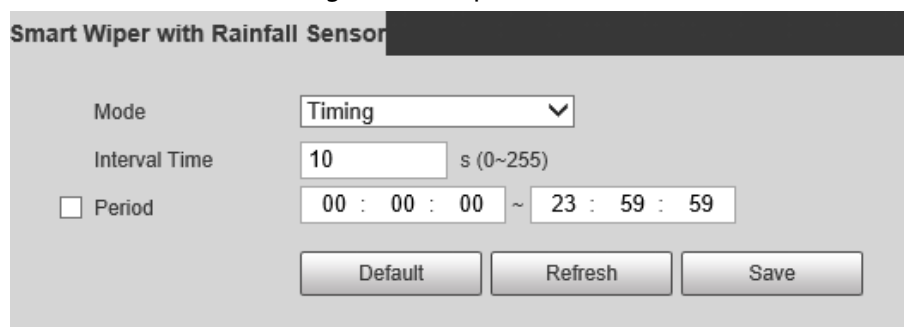 Smart Wiper with Rainfall Sensor
Mode Timing
Interval Time 10 s (0~255)
Period 00 : 00 : 00 ~ 23 : 59 : 59
Default Refresh Save